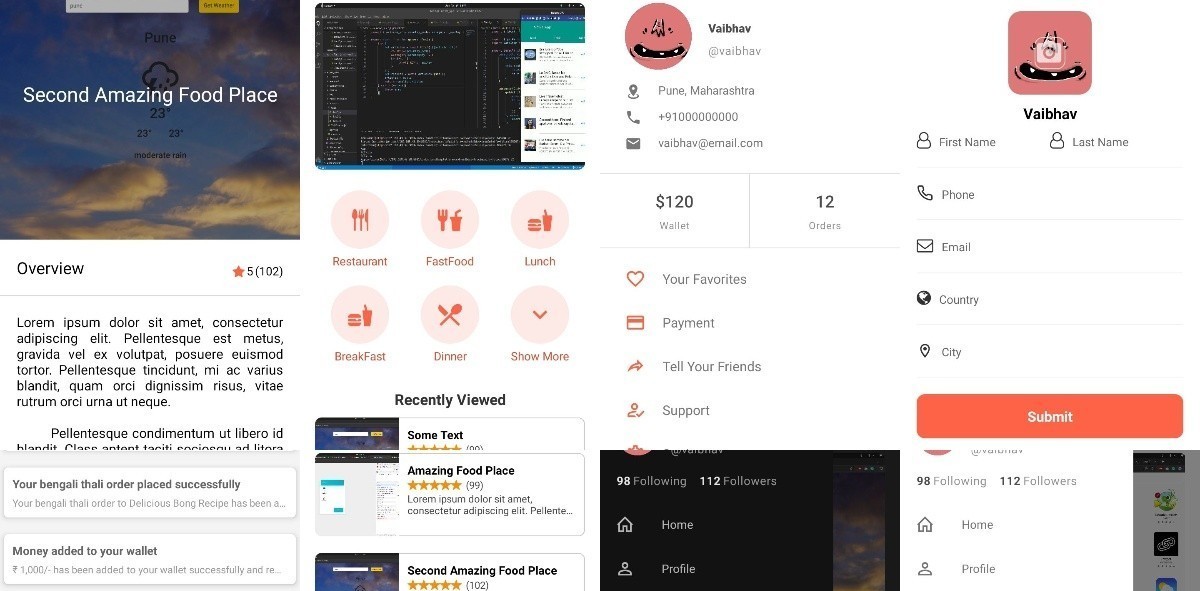 pune
Get Weather
Pune
Second Amazing Food Place
23°
23° 23°
moderate rain
Overview
5 (102)
Lorem ipsum dolor sit amet, consectetur
adipiscing elit. Pellentesque est metus,
gravida vel ex volutpat, posuere euismod
tortor. Pellentesque tincidunt, mi ac varius
blandit, quam orci dignissim risus, vitae
rutrum orci urna ut neque.
Pellentesque condimentum ut libero id
blandit. Class aptent taciti sociosqu ad litora
Your bengali thali order placed successfully
Your bengali thali order to Delicious Bong Recipe has been a...
Money added to your wallet
₹ 1,000/- has been added to your wallet successfully and re...
Restaurant
FastFood
Lunch
BreakFast
Dinner
Show More
Recently Viewed
Some Text
(99)
Amazing Food Place
(99)
Lorem ipsum dolor sit amet,
consectetur adipiscing elit. Pellente...
Second Amazing Food Place
(102)
Vaibhav
@vaibhav
Pune, Maharashtra
+91000000000
vaibhav@email.com
$120
Wallet
12
Orders
Your Favorites
Payment
Tell Your Friends
Support
@vaibhav
98 Following 112 Followers
Home
Profile
Vaibhav
First Name
Last Name
Phone
Email
Country
City
Submit
@vaibhav
98 Following 112 Followers
Home
Profile